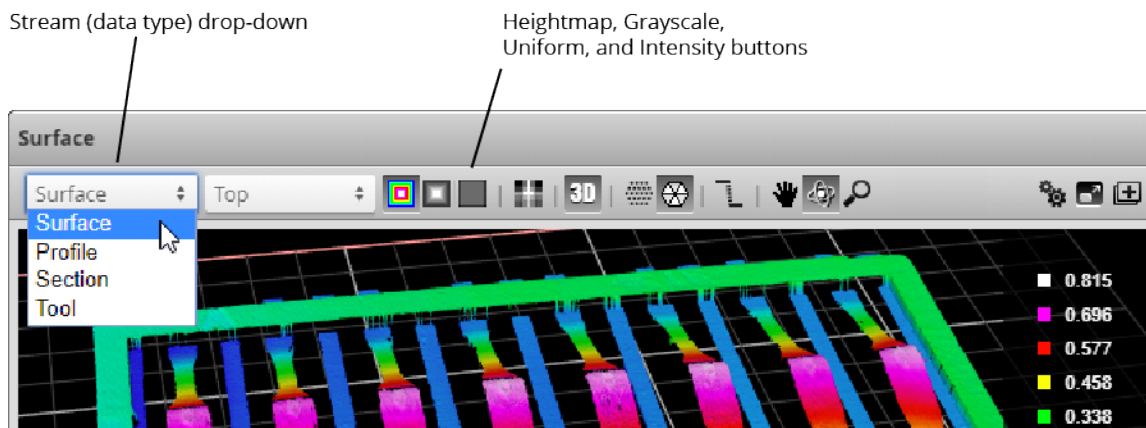 Stream (data type) drop-down
Heightmap, Grayscale,
Uniform, and Intensity buttons
Surface
Surface
Top
3D
Surface
Profile
Section
Tool
0.815
0.696
0.577
0.458
0.338